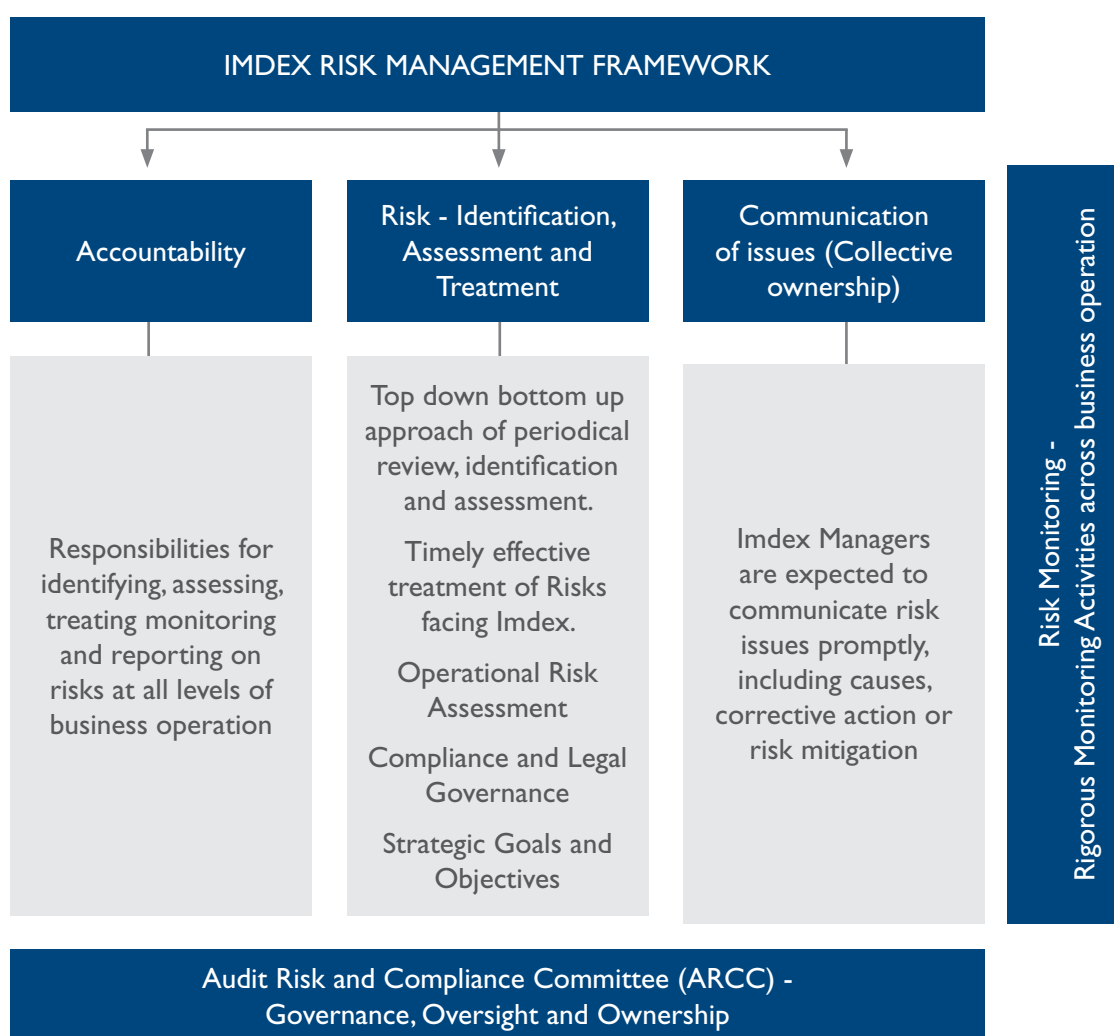 IMDEX RISK MANAGEMENT FRAMEWORK
Accountability
Responsibilities for
identifying, assessing,
treating monitoring
and reporting on
risks at all levels of
business operation
Risk - Identification,
Assessment and
Treatment
Top down bottom up
approach of periodical
review, identification
and assessment.
Timely effective
treatment of Risks
facing Imdex.
Operational Risk
Assessment
Compliance and Legal
Governance
Strategic Goals and
Objectives
Communication
of issues (Collective
ownership)
Imdex Managers
are expected to
communicate risk
issues promptly,
including causes,
corrective action or
risk mitigation
Risk Monitoring -
Rigorous Monitoring Activities across business operation
Audit Risk and Compliance Committee (ARCC) -
Governance, Oversight and Ownership